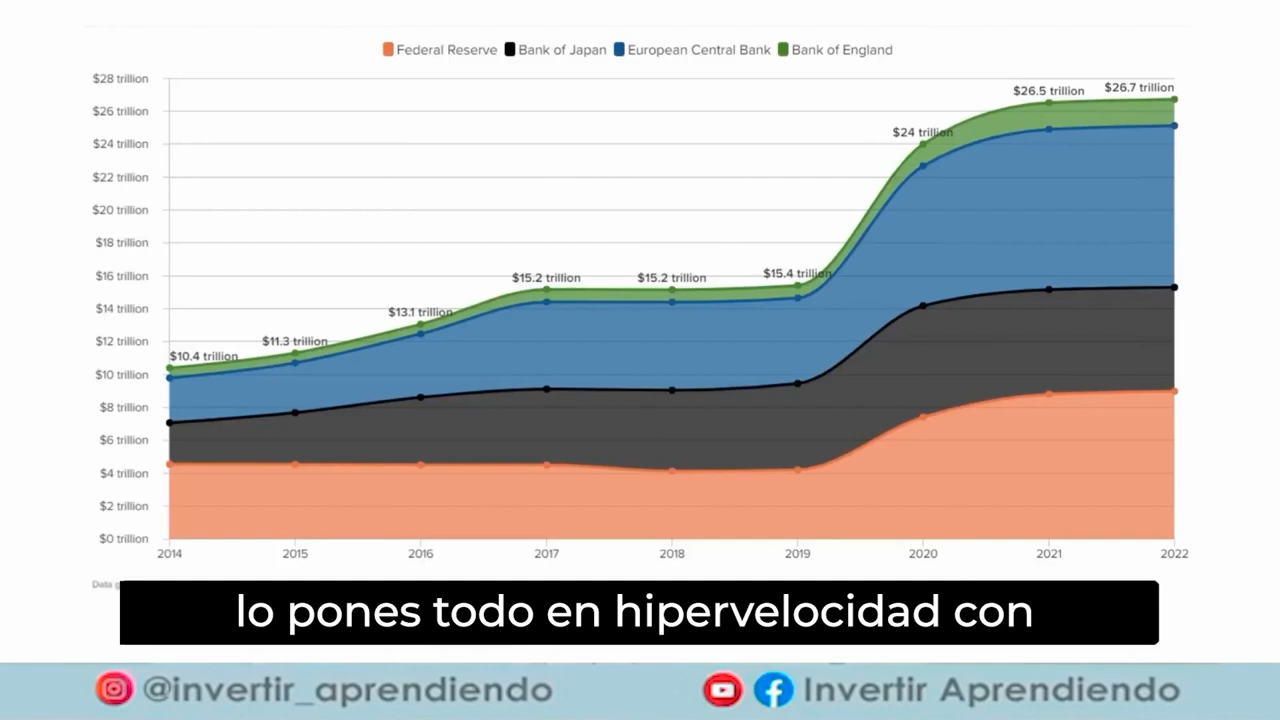 Federal Reserve Bank of Japan European Central Bank Bank of England
$28 trillion
$26.5 trillion $26.7 trillion
$26 trillion
$24 trillion
$24 trillion
$22 trillion
$20 trillion
$18 trillion
$16 trillion
$15.2 trillion $15.2 trillion $15.4 trillion
$14 trillion
$13.1 trillion
$12 trillion
$11.3 trillion
$10.4 trillion
$10 trillion
$8 trillion
$6 trillion
$4 trillion
$2 trillion
$0 trillion
2014 2015 2016 2017 2018 2019 2020 2021 2022
Data
lo pones todo en hipervelocidad con
@invertir_aprendiendo Invertir Aprendiendo